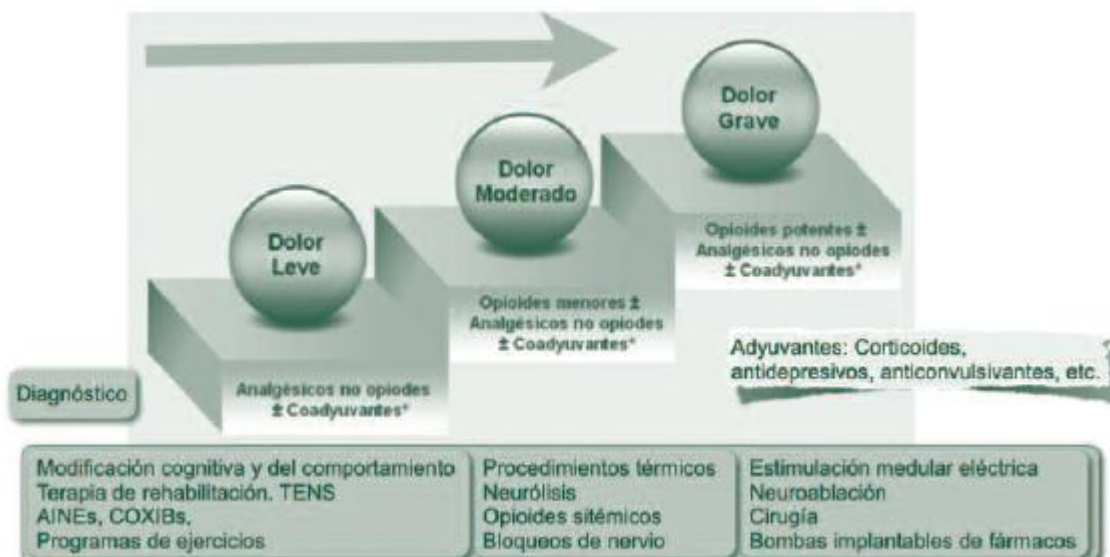 Dolor
Grave
Dolor
Moderado
Dolor
Leve
Opioides potentes ±
Analgésicos no opiodes
± Coadyuvantes*
Opioides menores ±
Analgésicos no opiodes
± Coadyuvantes*
Analgésicos no opiodes
± Coadyuvantes*
Adyuvantes: Corticoides,
antidepresivos, anticonvulsivantes, etc.
Diagnóstico
Modificación cognitiva y del comportamiento
Terapia de rehabilitación. TENS
AINEs, COXIBs,
Programas de ejercicios
Procedimientos térmicos
Neurólisis
Opioides sitémicos
Bloqueos de nervio
Estimulación medular eléctrica
Neuroablación
Cirugía
Bombas implantables de fármacos